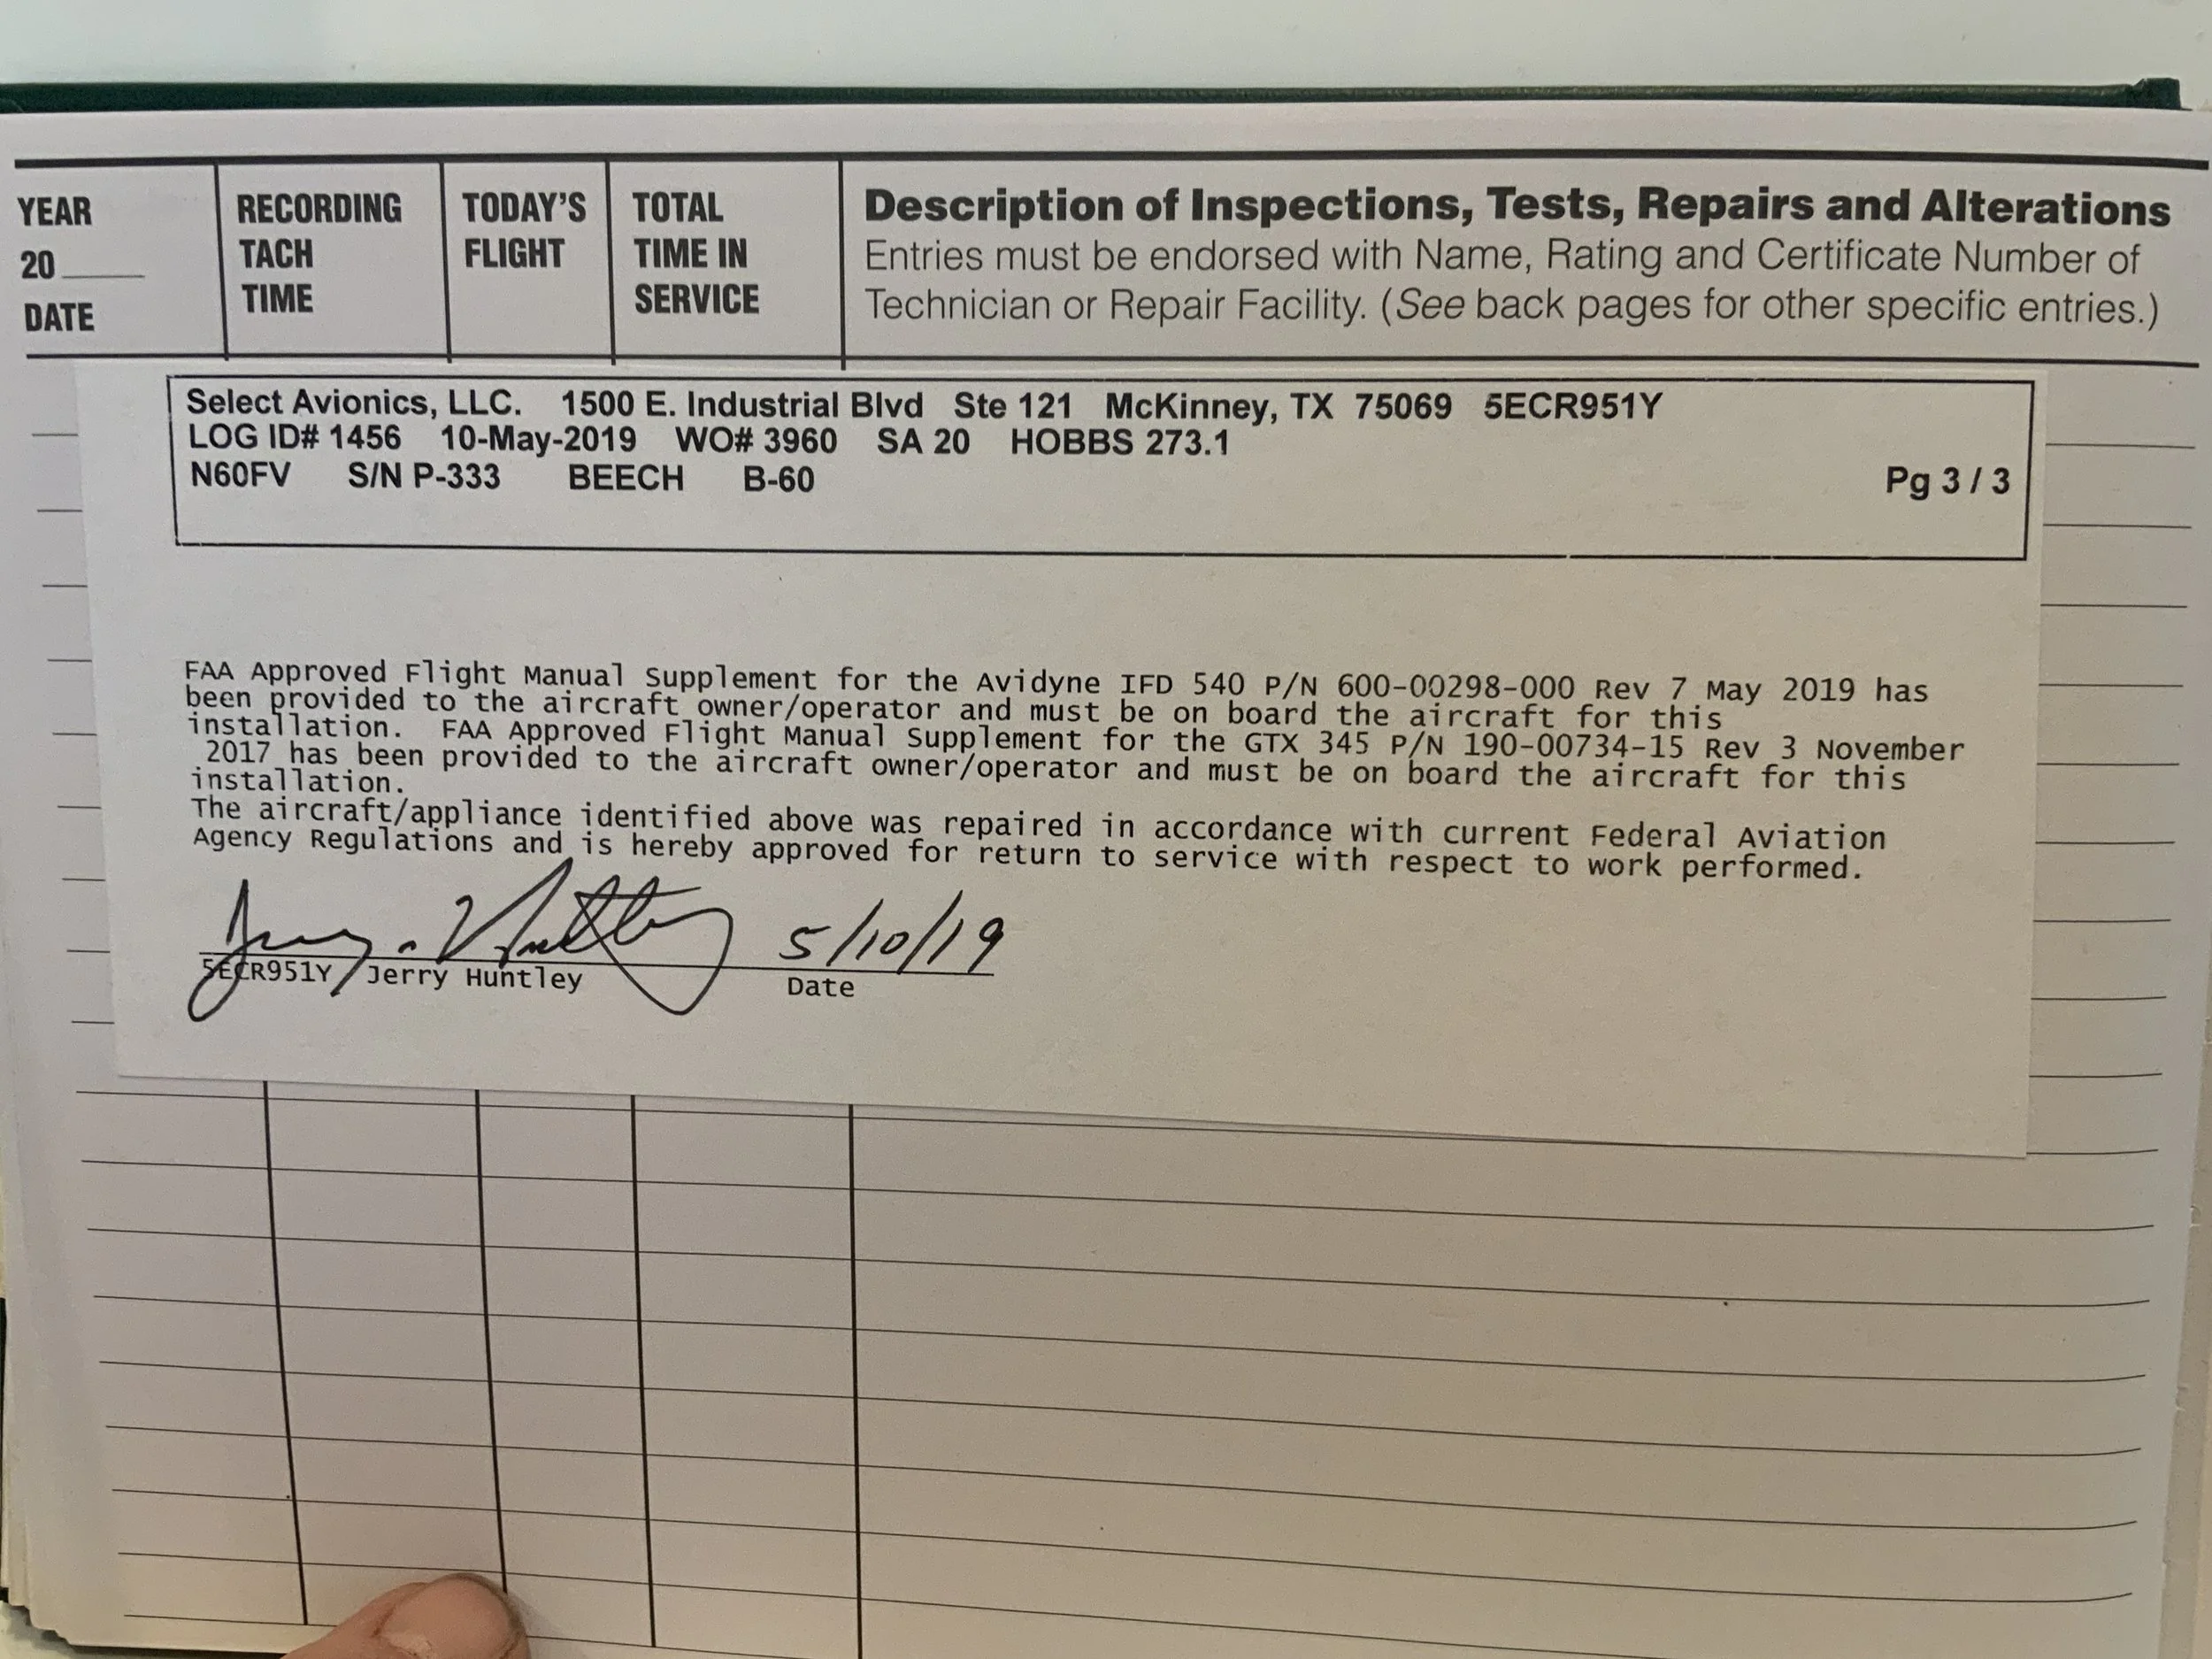 YEAR
20____
DATE
RECORDING
TACH
TIME
TODAY'S
FLIGHT
TOTAL
TIME IN
SERVICE
Description of Inspections, Tests, Repairs and Alterations
Entries must be endorsed with Name, Rating and Certificate Number of
Technician or Repair Facility. (See back pages for other specific entries.)
Select Avionics, LLC. 1500 E. Industrial Blvd Ste 121 McKinney, TX 75069 5ECR951Y
LOG ID# 1456 10-May-2019 WO# 3960 SA 20 HOBBS 273.1
N60FV S/N P-333 BEECH B-60 Pg 3 / 3
FAA Approved Flight Manual Supplement for the Avidyne IFD 540 P/N 600-00298-000 Rev 7 May 2019 has
been provided to the aircraft owner/operator and must be on board the aircraft for this
installation. FAA Approved Flight Manual Supplement for the GTX 345 P/N 190-00734-15 Rev 3 November
2017 has been provided to the aircraft owner/operator and must be on board the aircraft for this
installation.
The aircraft/appliance identified above was repaired in accordance with current Federal Aviation
Agency Regulations and is hereby approved for return to service with respect to work performed.
Jerry Huntley 5/10/19
5ECR951Y Jerry Huntley Date